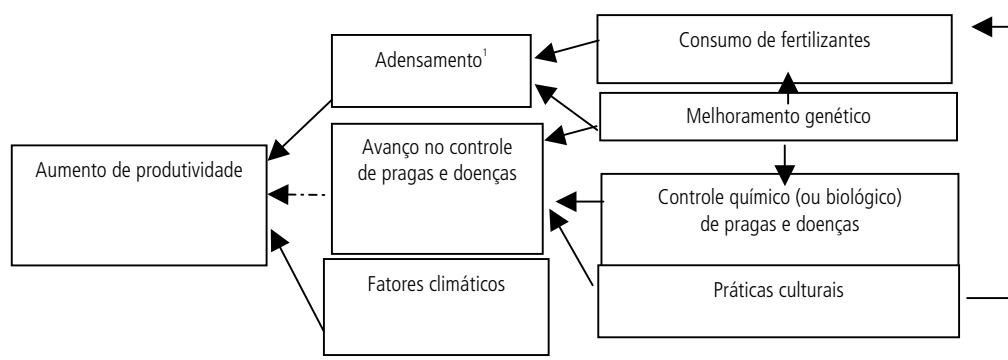 Consumo de fertilizantes
Adensamento¹
Melhoramento genético
Avanço no controle
de pragas e doenças
Aumento de produtividade
Controle químico (ou biológico)
de pragas e doenças
Fatores climáticos
Práticas culturais